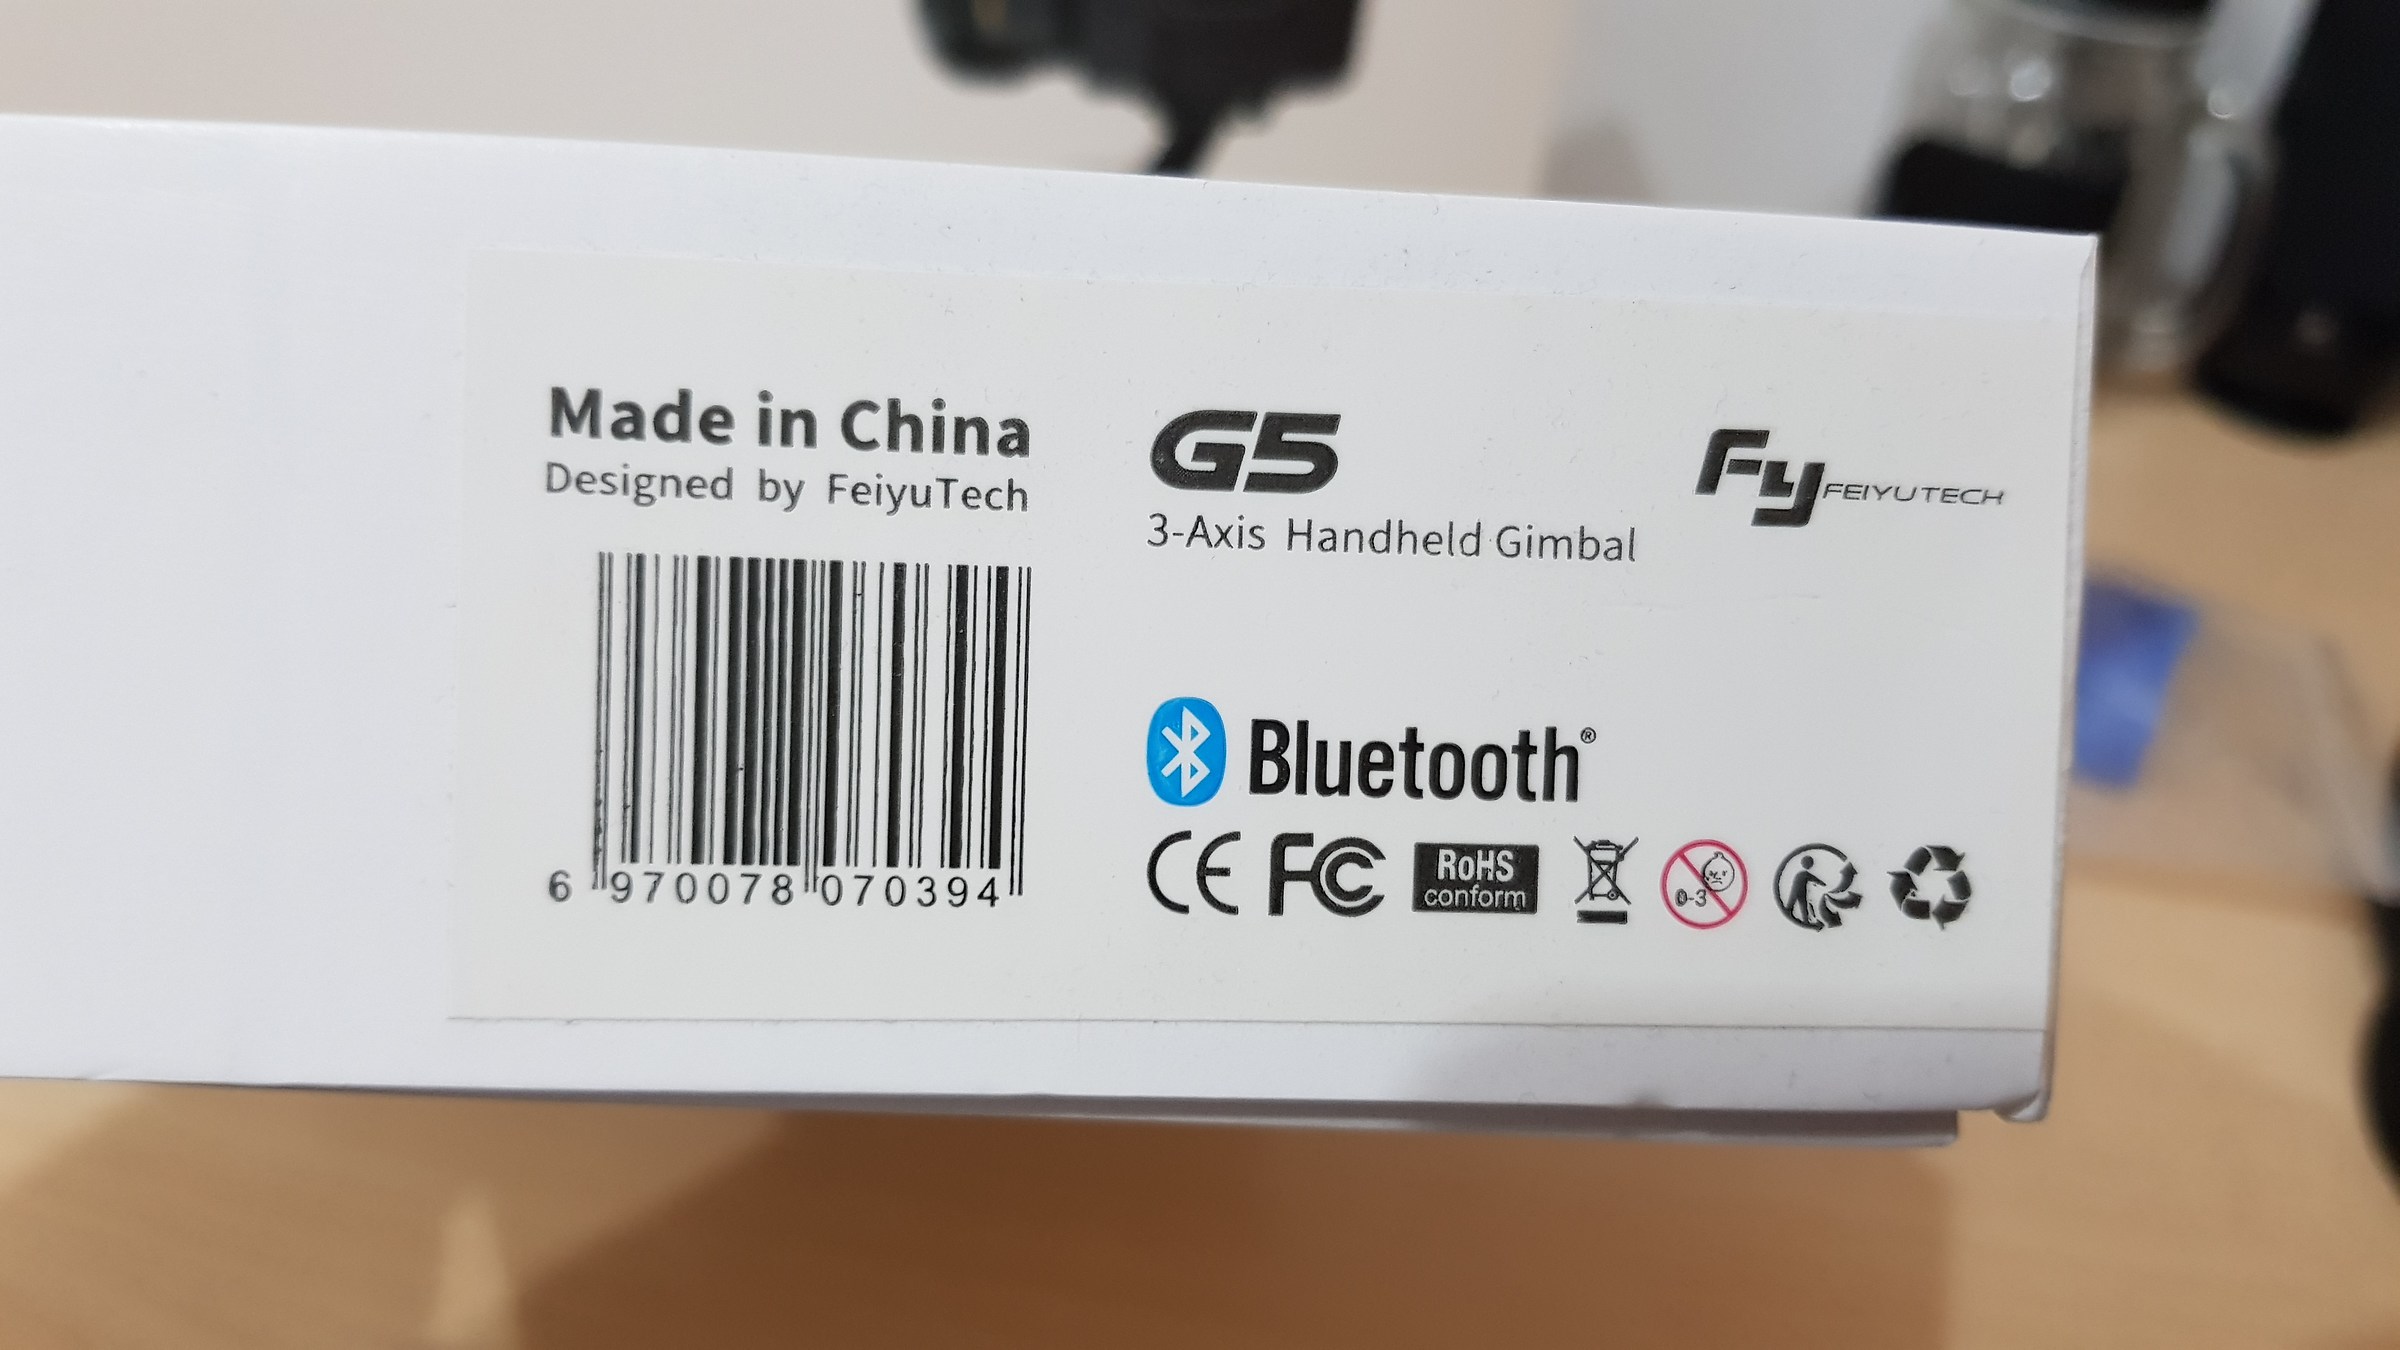 Made in China
Designed by FeiyuTech
6 970078 070394
G5
3-Axis Handheld Gimbal
Fy FEIYUTECH
Bluetooth®
CE FC RoHS conform 0-3